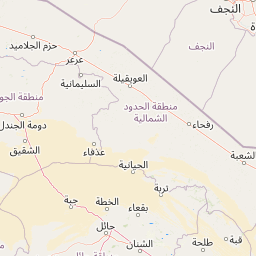 النجف
النجف
حزم الجلاميد
عرعر
العويقيلة
السليمانية
منطقة الحدود
الشمالية
منطقة الجو
دومة الجندل
رفحاء
الشقيق
عذفاء
الشعبة
الحيانية
تربة
جبة
الخطة
بقعاء
حائل
قبة
طلحة
الشنان